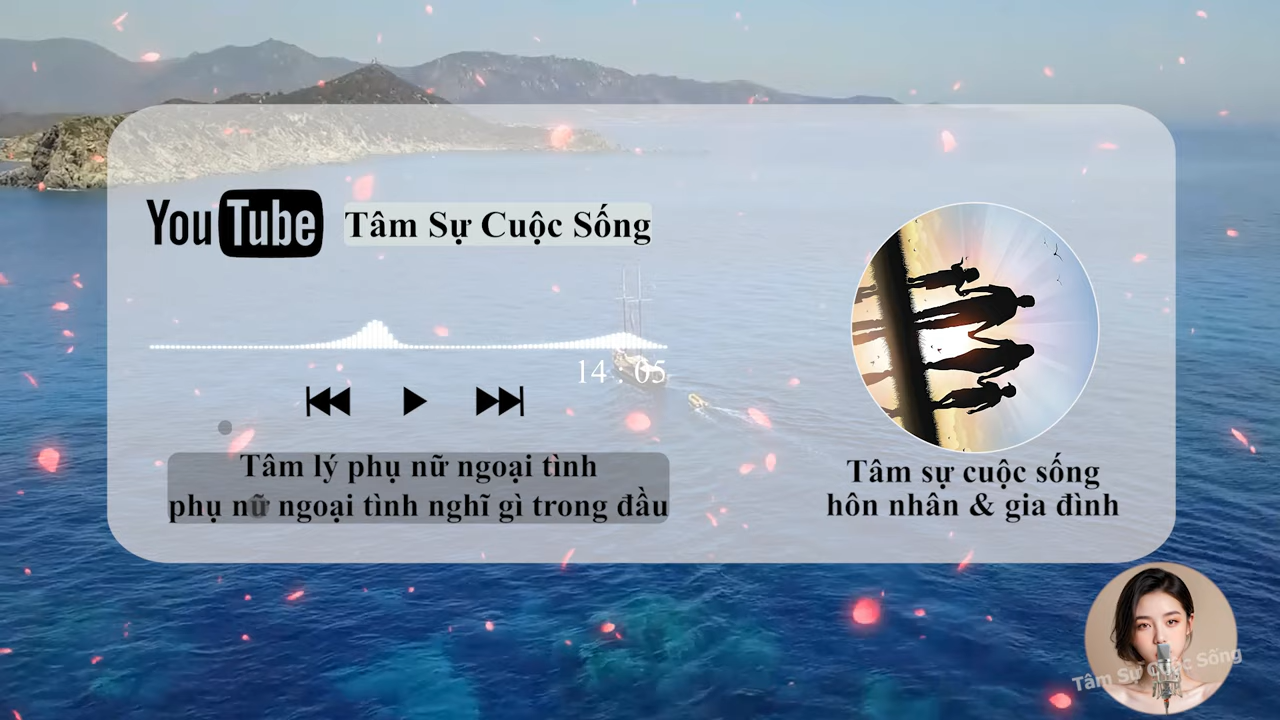 YouTube
Tâm Sự Cuộc Sống
14 : 05
Tâm lý phụ nữ ngoại tình
phụ nữ ngoại tình nghĩ gì trong đầu
Tâm sự cuộc sống
hôn nhân & gia đình
Tâm Sự Cuộc Sống